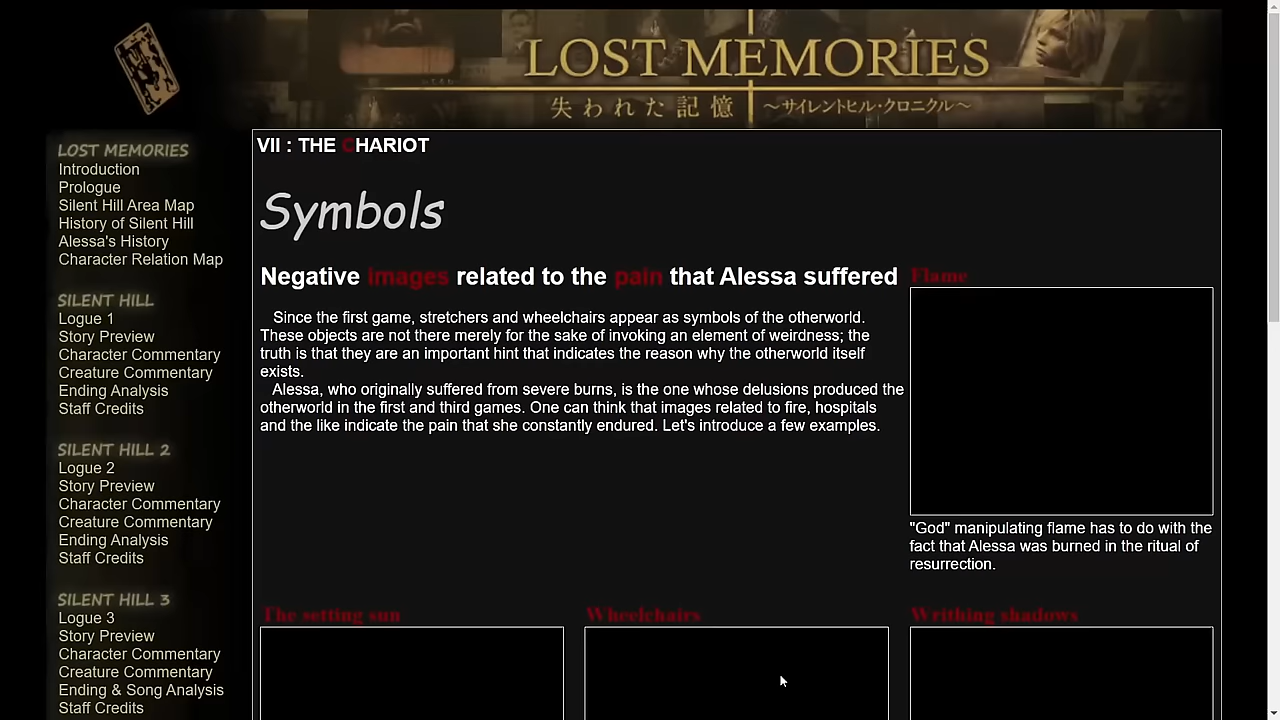 LOST MEMORIES
失われた記憶 ～サイレントヒル・クロニクル～
LOST MEMORIES
Introduction
Prologue
Silent Hill Area Map
History of Silent Hill
Alessa's History
Character Relation Map
SILENT HILL
Logue 1
Story Preview
Character Commentary
Creature Commentary
Ending Analysis
Staff Credits
SILENT HILL 2
Logue 2
Story Preview
Character Commentary
Creature Commentary
Ending Analysis
Staff Credits
SILENT HILL 3
Logue 3
Story Preview
Character Commentary
Creature Commentary
Ending & Song Analysis
Staff Credits
VII : THE CHARIOT
Symbols
Negative images related to the pain that Alessa suffered
Since the first game, stretchers and wheelchairs appear as symbols of the otherworld.
These objects are not there merely for the sake of invoking an element of weirdness; the
truth is that they are an important hint that indicates the reason why the otherworld itself
exists.
Alessa, who originally suffered from severe burns, is the one whose delusions produced the
otherworld in the first and third games. One can think that images related to fire, hospitals
and the like indicate the pain that she constantly endured. Let's introduce a few examples.
Flame
"God" manipulating flame has to do with the
fact that Alessa was burned in the ritual of
resurrection.
The setting sun
Wheelchairs
Writhing shadows